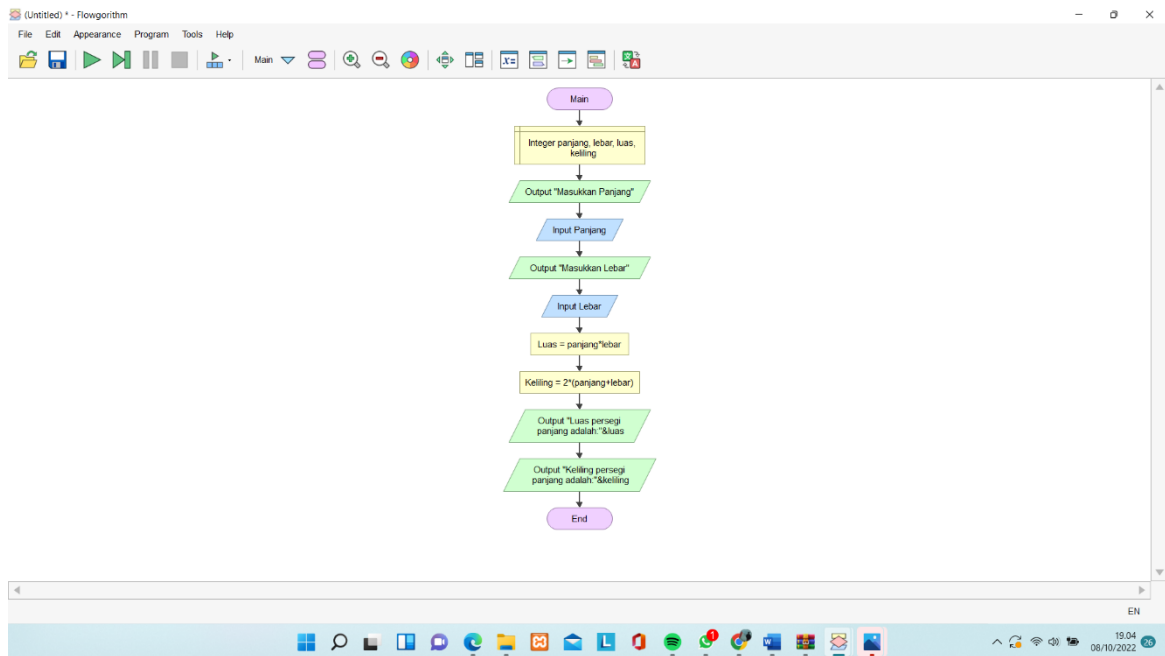 (Untitled) * - Flowgorithm
File Edit Appearance Program Tools Help
Main
Main
Integer panjang, lebar, luas,
keliling
Output "Masukkan Panjang"
Input Panjang
Output "Masukkan Lebar"
Input Lebar
Luas = panjang*lebar
Keliling = 2*(panjang+lebar)
Output "Luas persegi
panjang adalah:"&luas
Output "Keliling persegi
panjang adalah:"&keliling
End
EN
19.04
08/10/2022 26